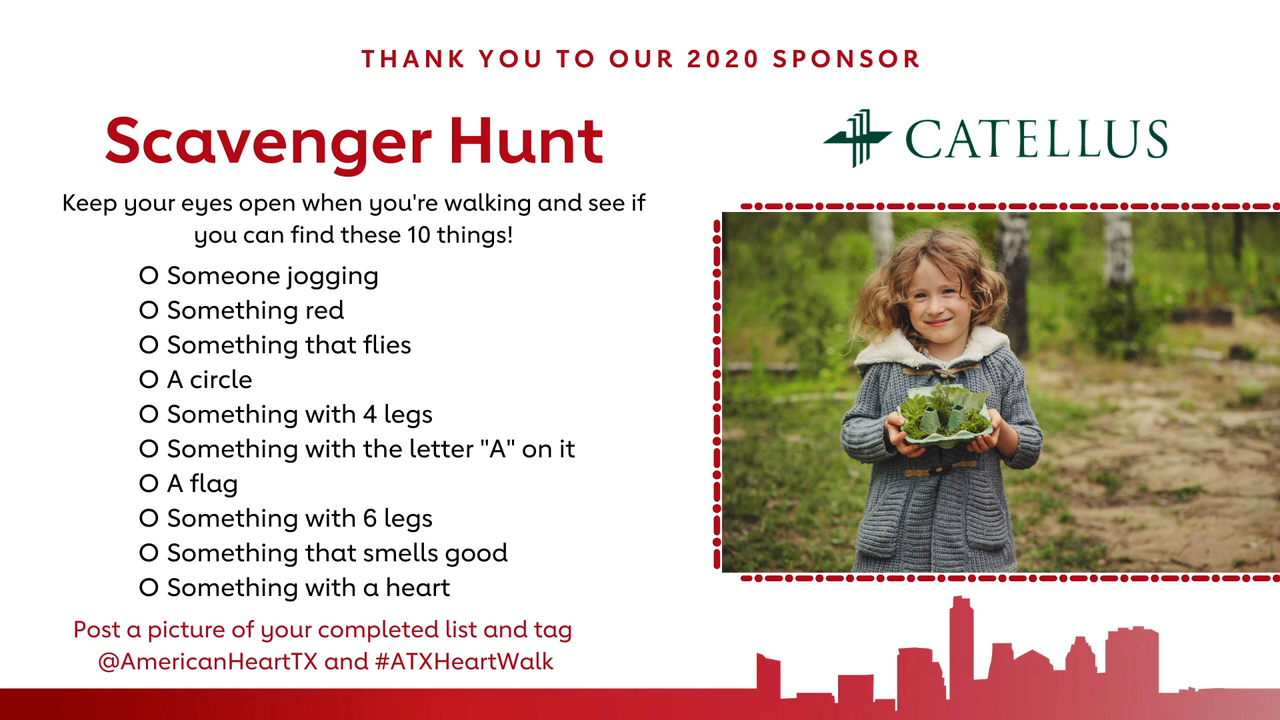 THANK YOU TO OUR 2020 SPONSOR
Scavenger Hunt
CATELLUS
Keep your eyes open when you're walking and see if
you can find these 10 things!
O Someone jogging
O Something red
O Something that flies
O A circle
O Something with 4 legs
O Something with the letter "A" on it
O A flag
O Something with 6 legs
O Something that smells good
O Something with a heart
Post a picture of your completed list and tag
@AmericanHeartTX and #ATXHeartWalk